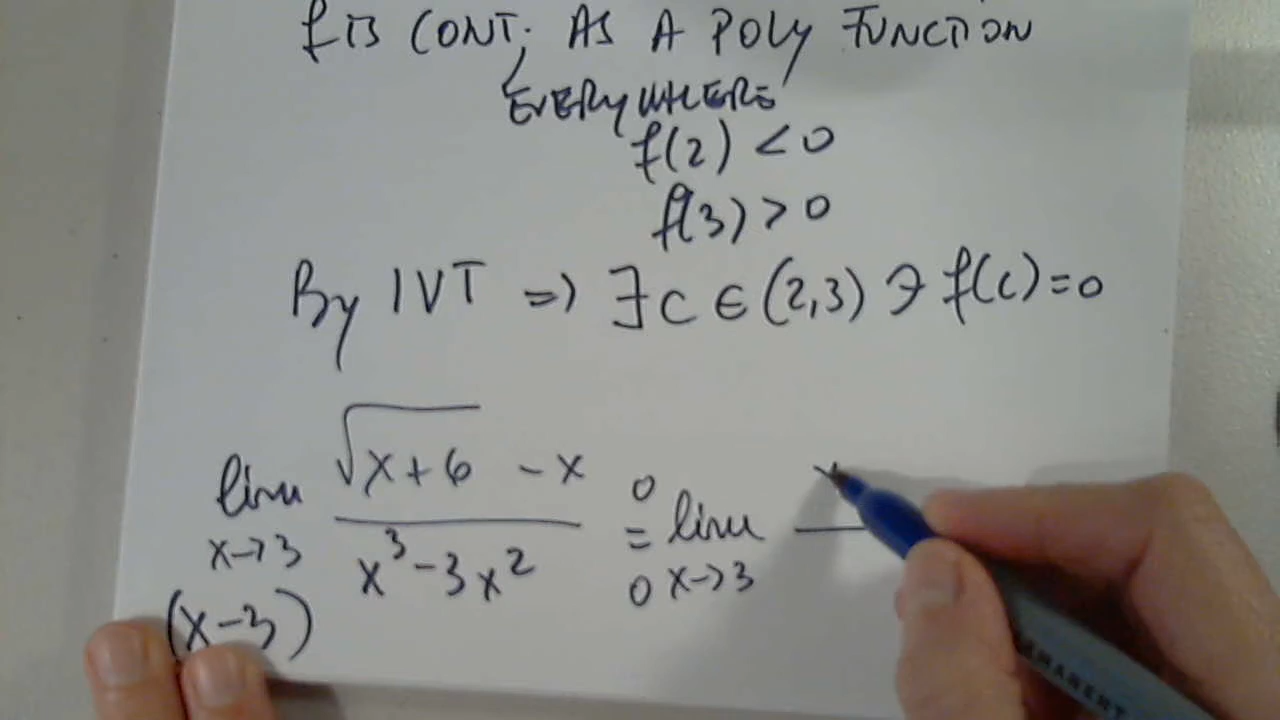 f IS CONT, AS A POLY FUNCTION
EVERYWHERE
f(2) < 0
f(3) > 0
By IVT => ∃ c ∈ (2,3) ∋ f(c) = 0
lim x→3 (√(x+6) - x)/(x³ - 3x²) 0/0 = lim x→3 x
(x-3)